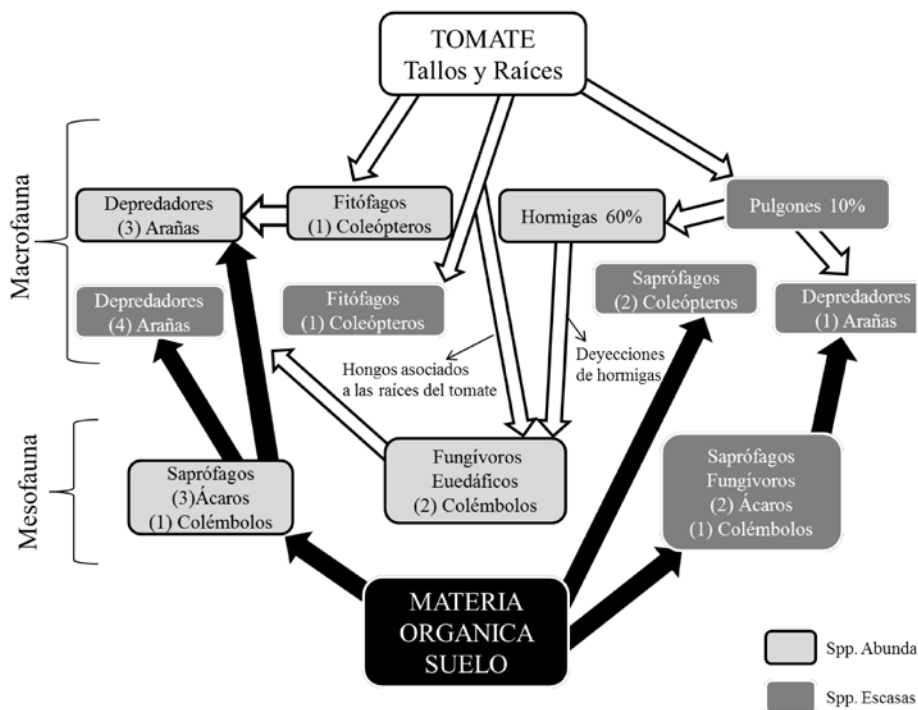 TOMATE
Tallos y Raíces
Macrofauna
Depredadores
(3) Arañas
Fitófagos
(1) Coleópteros
Hormigas 60%
Pulgones 10%
Depredadores
(4) Arañas
Fitófagos
(1) Coleópteros
Saprófagos
(2) Coleópteros
Depredadores
(1) Arañas
Hongos asociados
a las raíces del tomate
Deyecciones
de hormigas
Mesofauna
Saprófagos
(3)Ácaros
(1) Colémbolos
Fungívoros
Euedáficos
(2) Colémbolos
Saprófagos
Fungívoros
(2) Ácaros
(1) Colémbolos
MATERIA
ORGANICA
SUELO
Spp. Abunda
Spp. Escasas